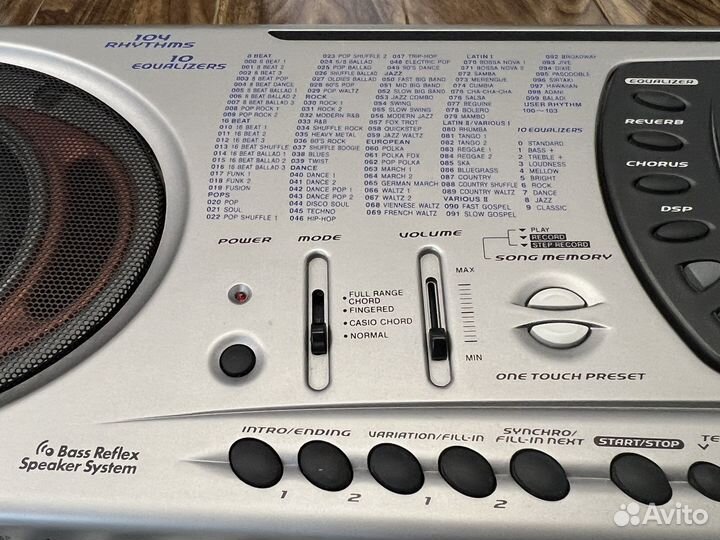 104
RHYTHMS
10
EQUALIZERS
8 BEAT
000 8 BEAT 1
001 8 BEAT 2
002 8 BEAT 3
003 8 BEAT POP
004 8 BEAT DANCE
005 8 BEAT BALLAD 1
006 8 BEAT BALLAD 2
007 8 BEAT BALLAD 3
008 POP ROCK 1
009 POP ROCK 2
16 BEAT
010 16 BEAT 1
011 16 BEAT 2
012 16 BEAT 3
013 16 BEAT SHUFFLE
014 16 BEAT BALLAD 1
015 16 BEAT BALLAD 2
016 16 BEAT BALLAD 3
017 FUNK 1
018 FUNK 2
019 FUSION
POPS
020 POP
021 SOUL
022 POP SHUFFLE 1
023 POP SHUFFLE 2
024 6/8 BALLAD
025 POP BALLAD
026 SHUFFLE BALLAD
027 OLDIES BALLAD
028 60'S POP
029 POP WALTZ
ROCK
030 ROCK 1
031 ROCK 2
032 MODERN R&B
033 R&B
034 SHUFFLE ROCK
035 HEAVY METAL
036 80'S ROCK
037 SHUFFLE BOOGIE
038 BLUES
039 TWIST
DANCE
040 DANCE 1
041 DANCE 2
042 DANCE POP 1
043 DANCE POP 2
044 DISCO SOUL
045 TECHNO
046 HIP-HOP
047 TRIP-HOP
048 ELECTRIC POP
049 90'S DANCE
JAZZ
050 FAST BIG BAND
051 MID BIG BAND
052 SLOW BIG BAND
053 JAZZ COMBO
054 SWING
055 SLOW SWING
056 MODERN JAZZ
057 FOX TROT
058 QUICKSTEP
059 JAZZ WALTZ
EUROPEAN
060 POLKA
061 POLKA FOX
062 POP POLKA
063 MARCH 1
064 MARCH 2
065 GERMAN MARCH
066 WALTZ 1
067 WALTZ 2
068 VIENNESE WALTZ
069 FRENCH WALTZ
LATIN I
070 BOSSA NOVA 1
071 BOSSA NOVA 2
072 SAMBA
073 MERENGUE
074 CUMBIA
075 CHA-CHA-CHA
076 SALSA
077 BEGUINE
078 BOLERO
079 MAMBO
LATIN II / VARIOUS I
080 RHUMBA
081 TANGO 1
082 TANGO 2
083 REGGAE 1
084 REGGAE 2
085 SKA
086 BLUEGRASS
087 COUNTRY
088 COUNTRY SHUFFLE
089 COUNTRY WALTZ
VARIOUS II
090 FAST GOSPEL
091 SLOW GOSPEL
092 BROADWAY
093 JIVE
094 DIXIE
095 PASODOBLE
096 SIRTAKI
097 HAWAIIAN
098 ADANI
099 BALADI
USER RHYTHM
100~103
10 EQUALIZERS
0 STANDARD
1 BASS +
2 TREBLE +
3 LOUDNESS
4 MELLOW
5 BRIGHT
6 ROCK
7 DANCE
8 JAZZ
9 CLASSIC
EQUALIZER
REVERB
CHORUS
DSP
POWER
MODE
VOLUME
PLAY
RECORD
STEP RECORD
SONG MEMORY
FULL RANGE
CHORD
FINGERED
CASIO CHORD
NORMAL
MAX
MIN
ONE TOUCH PRESET
Bass Reflex
Speaker System
INTRO/ENDING
1
2
VARIATION/FILL-IN
1
2
SYNCHRO/
FILL-IN NEXT
START/STOP
TE
Avito